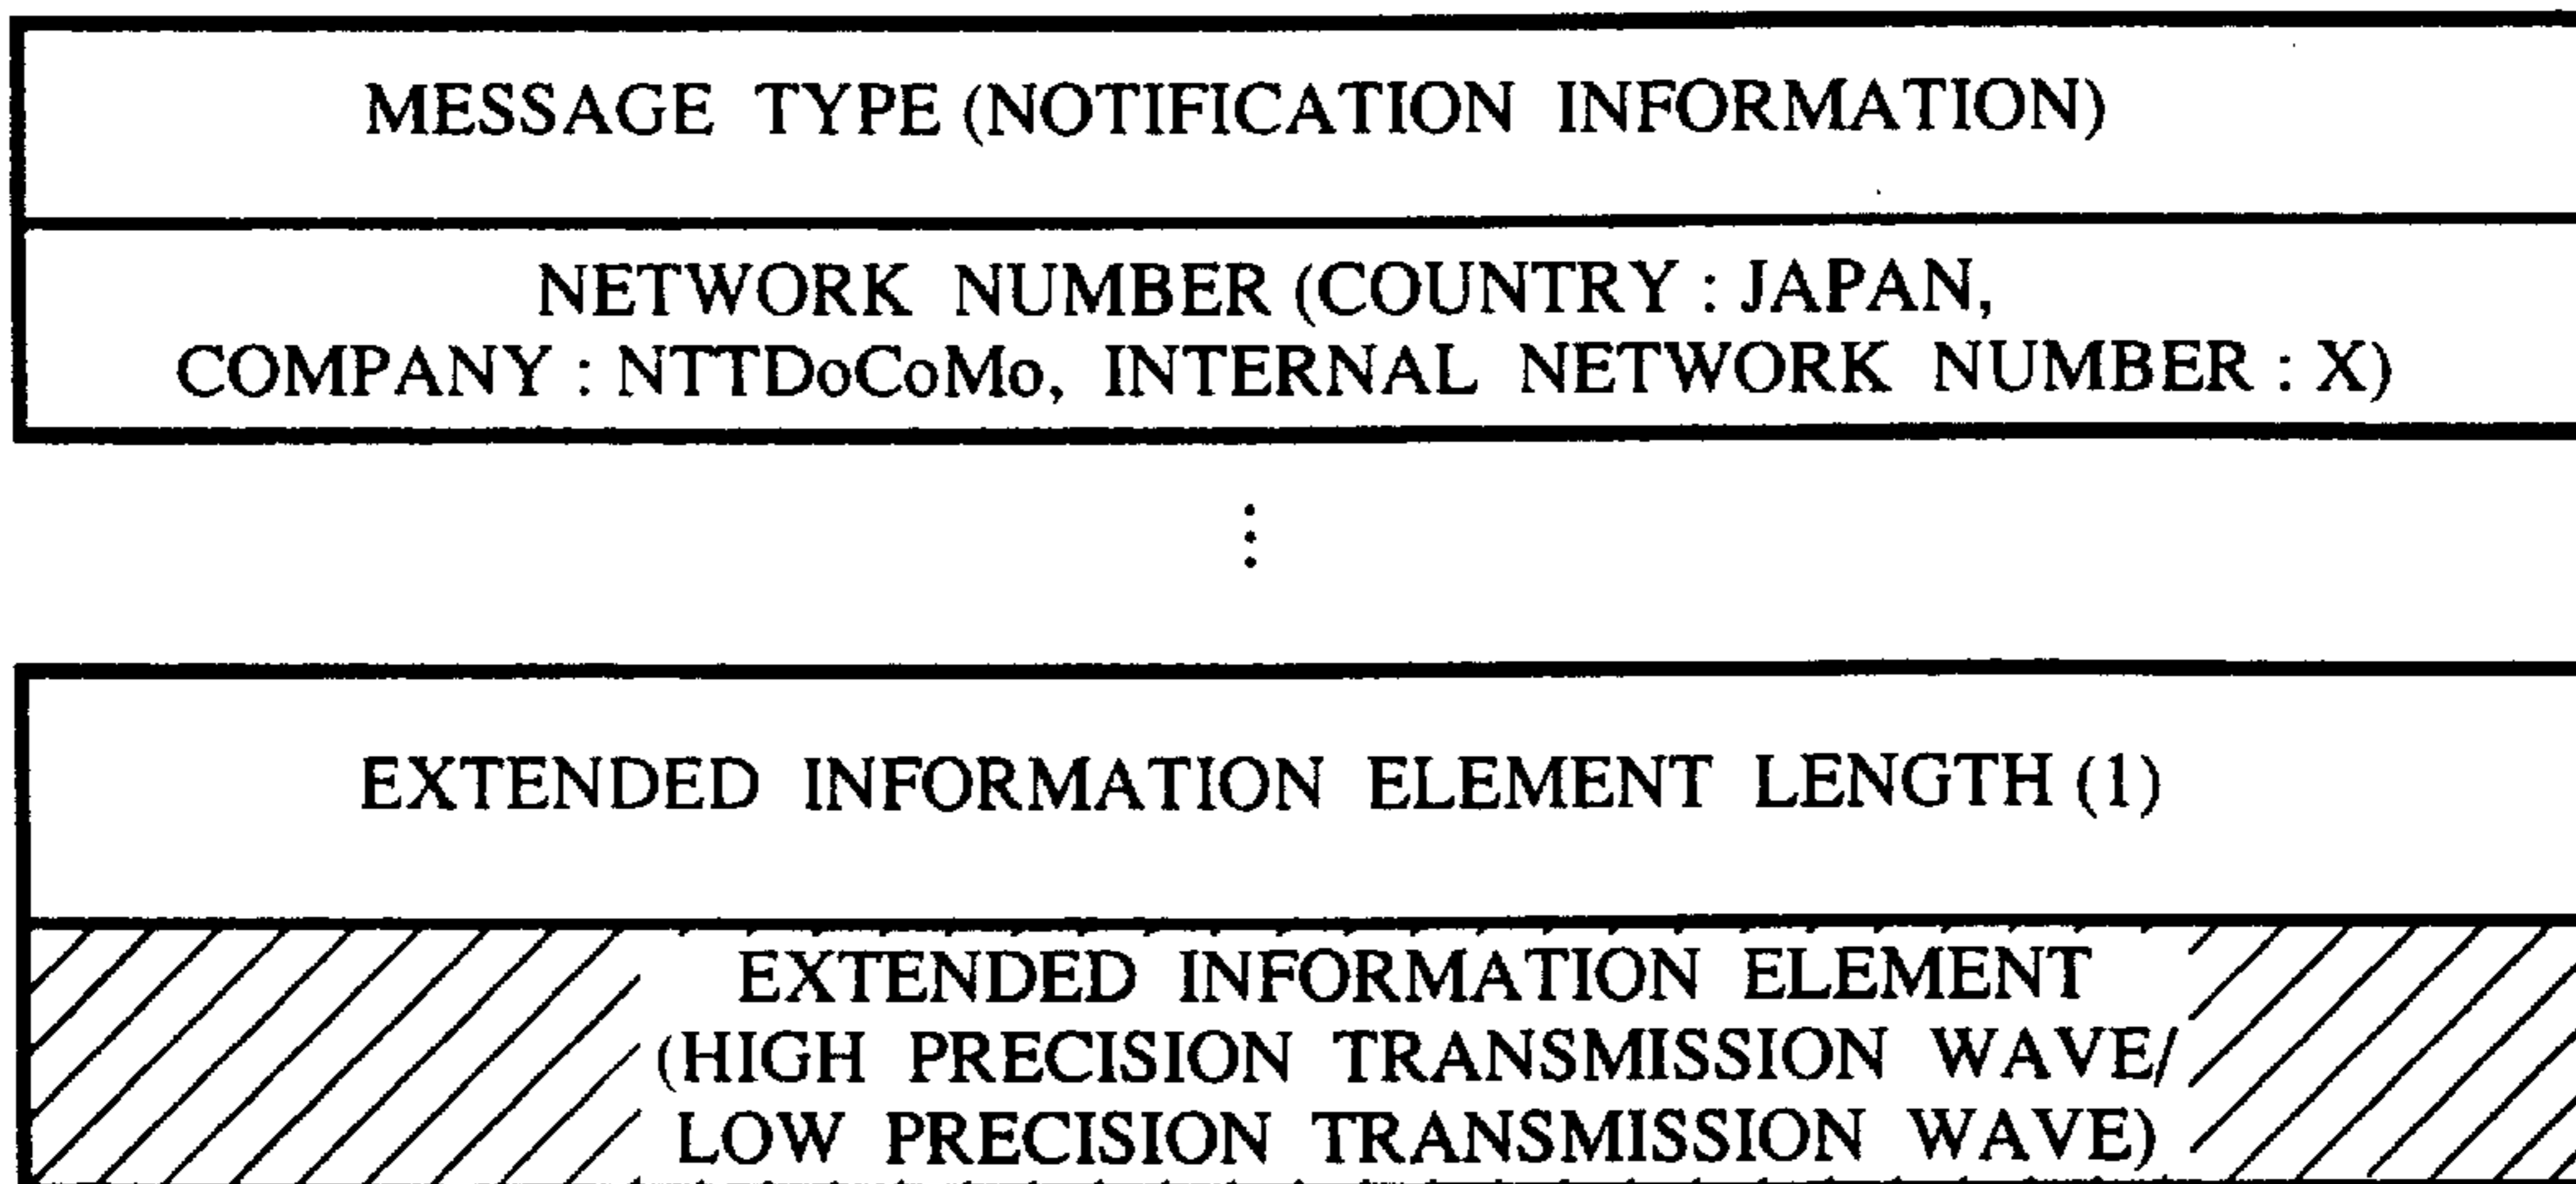 MESSAGE TYPE (NOTIFICATION INFORMATION)
NETWORK NUMBER (COUNTRY : JAPAN,
COMPANY : NTTDoCoMo, INTERNAL NETWORK NUMBER : X)
EXTENDED INFORMATION ELEMENT LENGTH (1)
EXTENDED INFORMATION ELEMENT
(HIGH PRECISION TRANSMISSION WAVE/
LOW PRECISION TRANSMISSION WAVE)